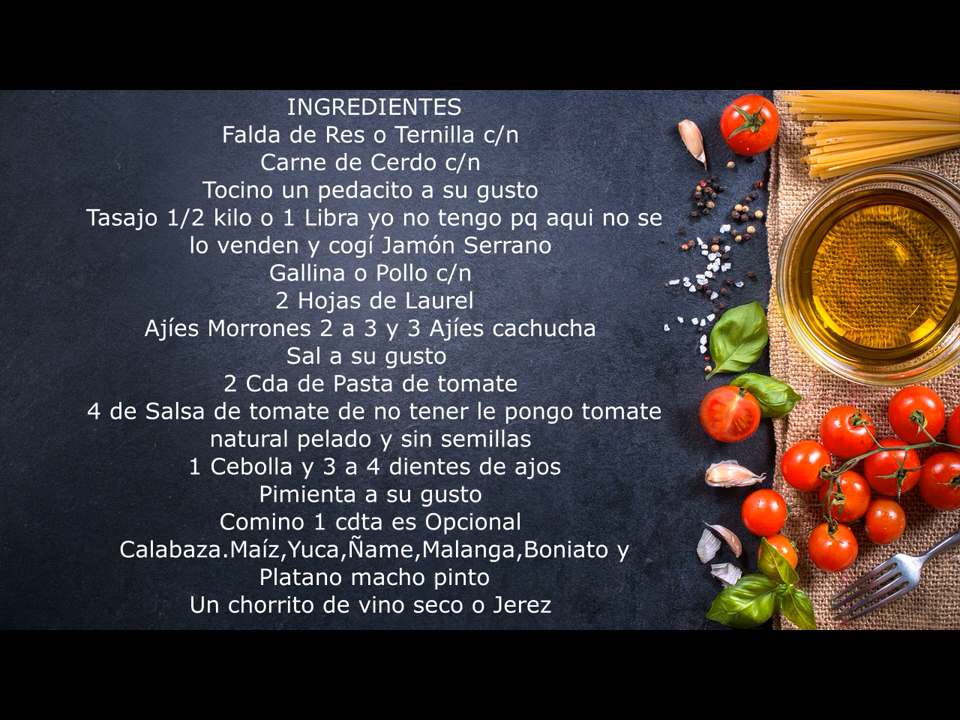 INGREDIENTES
Falda de Res o Ternilla c/n
Carne de Cerdo c/n
Tocino un pedacito a su gusto
Tasajo 1/2 kilo o 1 Libra yo no tengo pq aqui no se
lo venden y cogí Jamón Serrano
Gallina o Pollo c/n
2 Hojas de Laurel
Ajíes Morrones 2 a 3 y 3 Ajíes cachucha
Sal a su gusto
2 Cda de Pasta de tomate
4 de Salsa de tomate de no tener le pongo tomate
natural pelado y sin semillas
1 Cebolla y 3 a 4 dientes de ajos
Pimienta a su gusto
Comino 1 cdta es Opcional
Calabaza.Maíz,Yuca,Ñame,Malanga,Boniato y
Platano macho pinto
Un chorrito de vino seco o Jerez